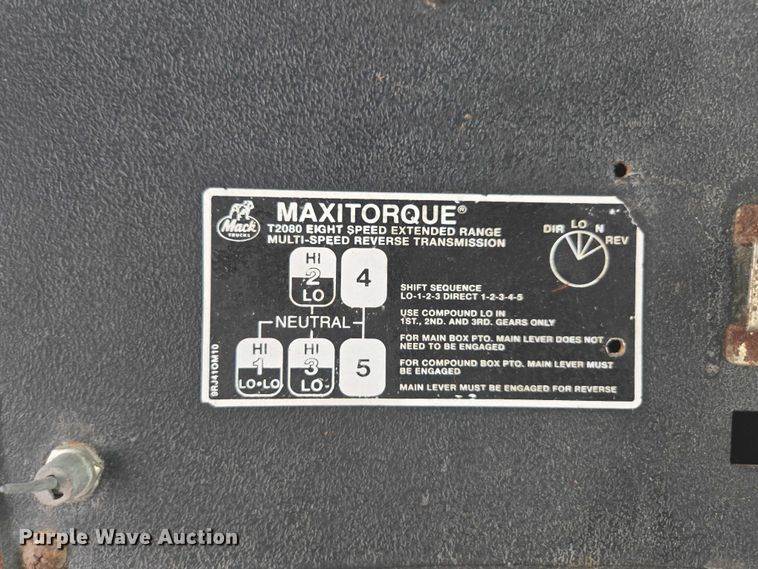 Mack
TRUCKS
MAXITORQUE®
T2080 EIGHT SPEED EXTENDED RANGE
MULTI-SPEED REVERSE TRANSMISSION
DIR LO N REV
HI
2
LO
4
NEUTRAL
HI
1
LO•LO
HI
3
LO
5
SHIFT SEQUENCE
LO-1-2-3 DIRECT 1-2-3-4-5
USE COMPOUND LO IN
1ST., 2ND. AND 3RD. GEARS ONLY
FOR MAIN BOX PTO. MAIN LEVER DOES NOT
NEED TO BE ENGAGED
FOR COMPOUND BOX PTO. MAIN LEVER MUST
BE ENGAGED
MAIN LEVER MUST BE ENGAGED FOR REVERSE
9RJ41OM10
Purple Wave Auction